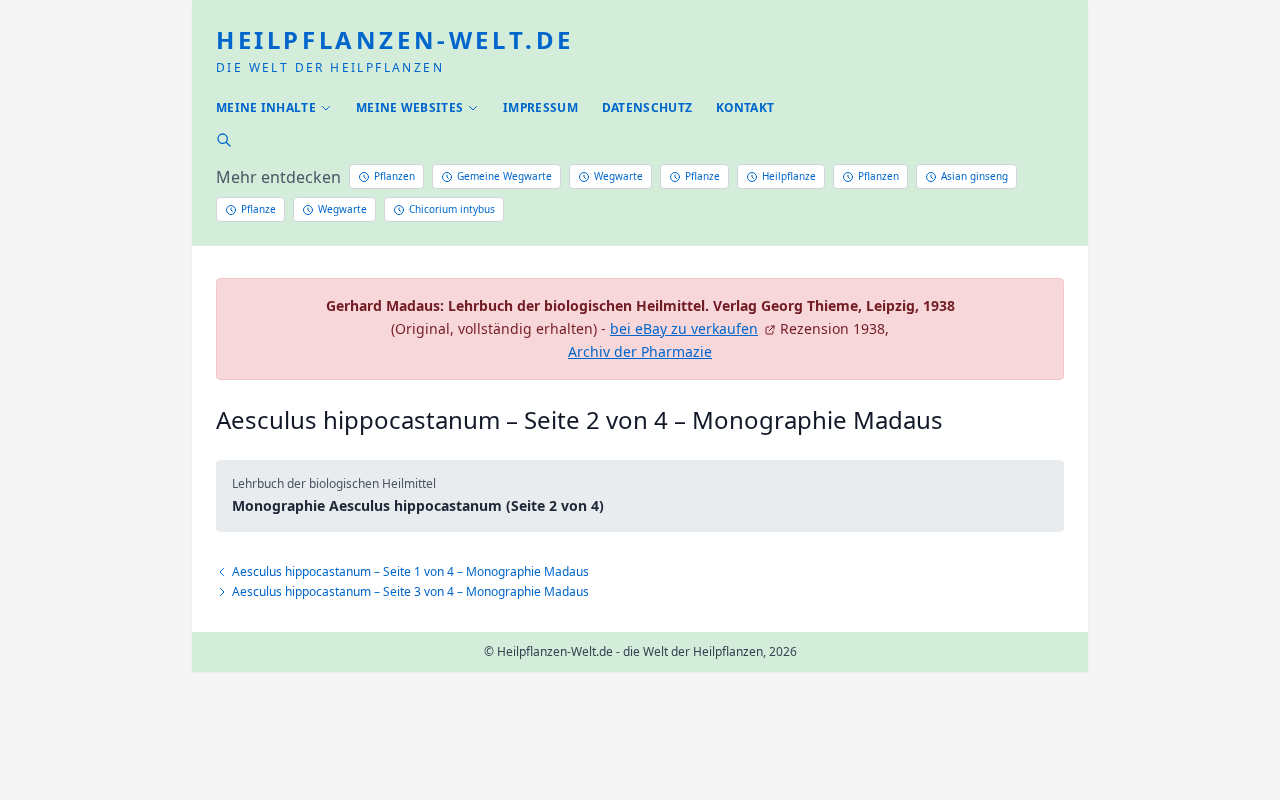 HEILPFLANZEN-WELT.DE
DIE WELT DER HEILPFLANZEN
MEINE INHALTE MEINE WEBSITES IMPRESSUM DATENSCHUTZ KONTAKT
Mehr entdecken Pflanzen Gemeine Wegwarte Wegwarte Pflanze Heilpflanze Pflanzen Asian ginseng
Pflanze Wegwarte Chicorium intybus
Gerhard Madaus: Lehrbuch der biologischen Heilmittel. Verlag Georg Thieme, Leipzig, 1938
(Original, vollständig erhalten) - bei eBay zu verkaufen Rezension 1938,
Archiv der Pharmazie
Aesculus hippocastanum – Seite 2 von 4 – Monographie Madaus
Lehrbuch der biologischen Heilmittel
Monographie Aesculus hippocastanum (Seite 2 von 4)
Aesculus hippocastanum – Seite 1 von 4 – Monographie Madaus
Aesculus hippocastanum – Seite 3 von 4 – Monographie Madaus
© Heilpflanzen-Welt.de - die Welt der Heilpflanzen, 2026